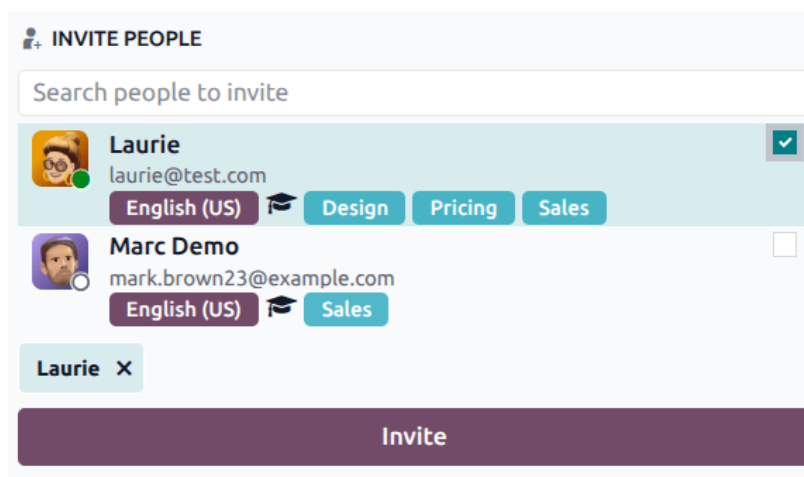 INVITE PEOPLE
Search people to invite
Laurie
laurie@test.com
English (US) Design Pricing Sales
Marc Demo
mark.brown23@example.com
English (US) Sales
Laurie ✕
Invite